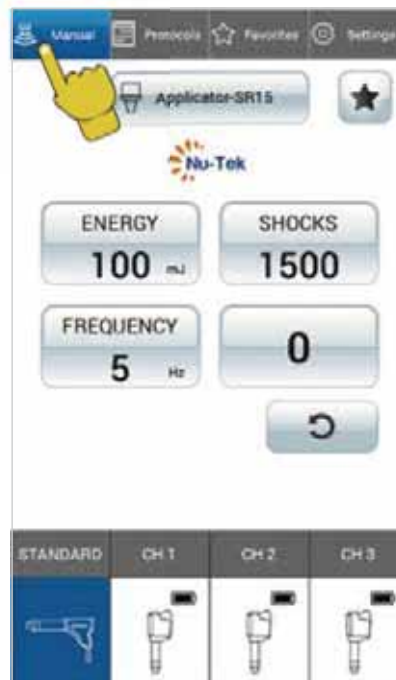 Manual Protocols Favorites Settings
Applicator-SR15
Nu-Tek
ENERGY SHOCKS
100 mJ 1500
FREQUENCY
5 Hz 0
STANDARD CH 1 CH 2 CH 3